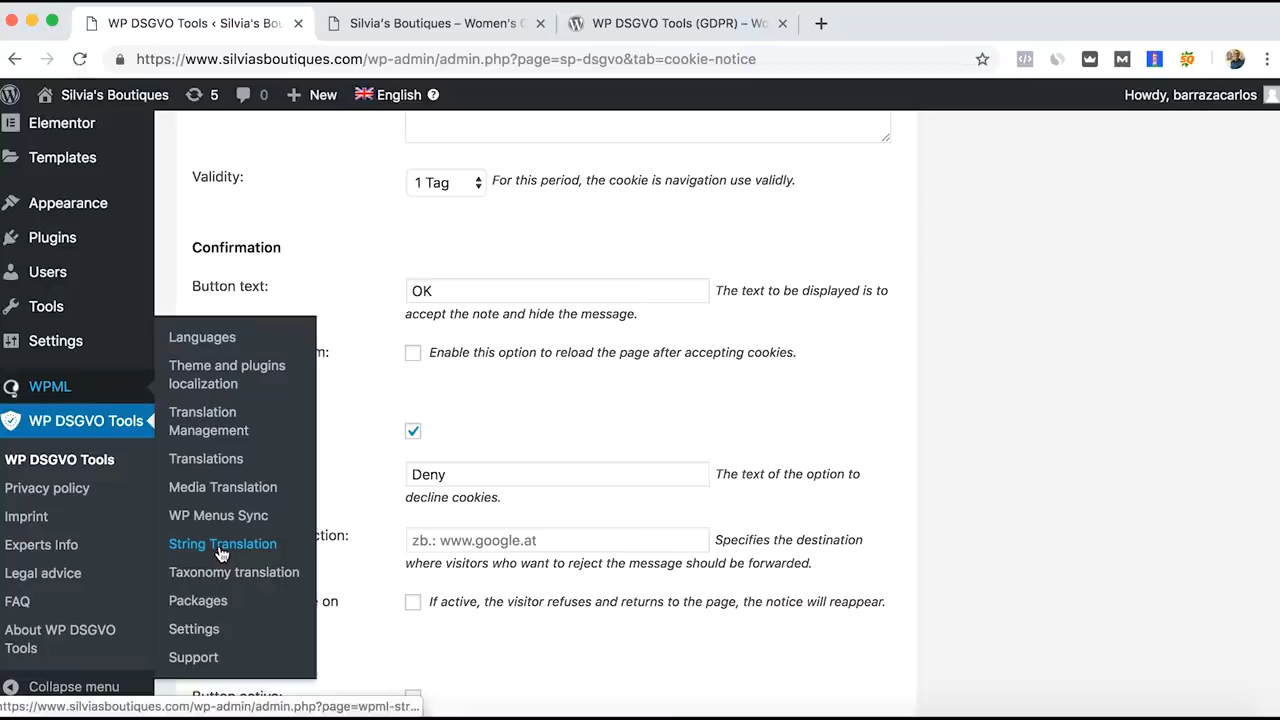 WP DSGVO Tools ‹ Silvia's Bou
Silvia's Boutiques – Women's C
WP DSGVO Tools (GDPR) – Wo
https://www.silviasboutiques.com/wp-admin/admin.php?page=sp-dsgvo&tab=cookie-notice
Silvia's Boutiques
5
0
New
English
Howdy, barrazacarlos
Elementor
Templates
Appearance
Plugins
Users
Tools
Settings
WPML
WP DSGVO Tools
WP DSGVO Tools
Privacy policy
Imprint
Experts Info
Legal advice
FAQ
About WP DSGVO
Tools
Collapse menu
Languages
Theme and plugins
localization
Translation
Management
Translations
Media Translation
WP Menus Sync
String Translation
Taxonomy translation
Packages
Settings
Support
Validity:
1 Tag
For this period, the cookie is navigation use validly.
Confirmation
Button text:
OK
The text to be displayed is to
accept the note and hide the message.
m:
Enable this option to reload the page after accepting cookies.
Deny
The text of the option to
decline cookies.
ction:
zb.: www.google.at
Specifies the destination
where visitors who want to reject the message should be forwarded.
e on
If active, the visitor refuses and returns to the page, the notice will reappear.
Button active:
https://www.silviasboutiques.com/wp-admin/admin.php?page=wpml-str...